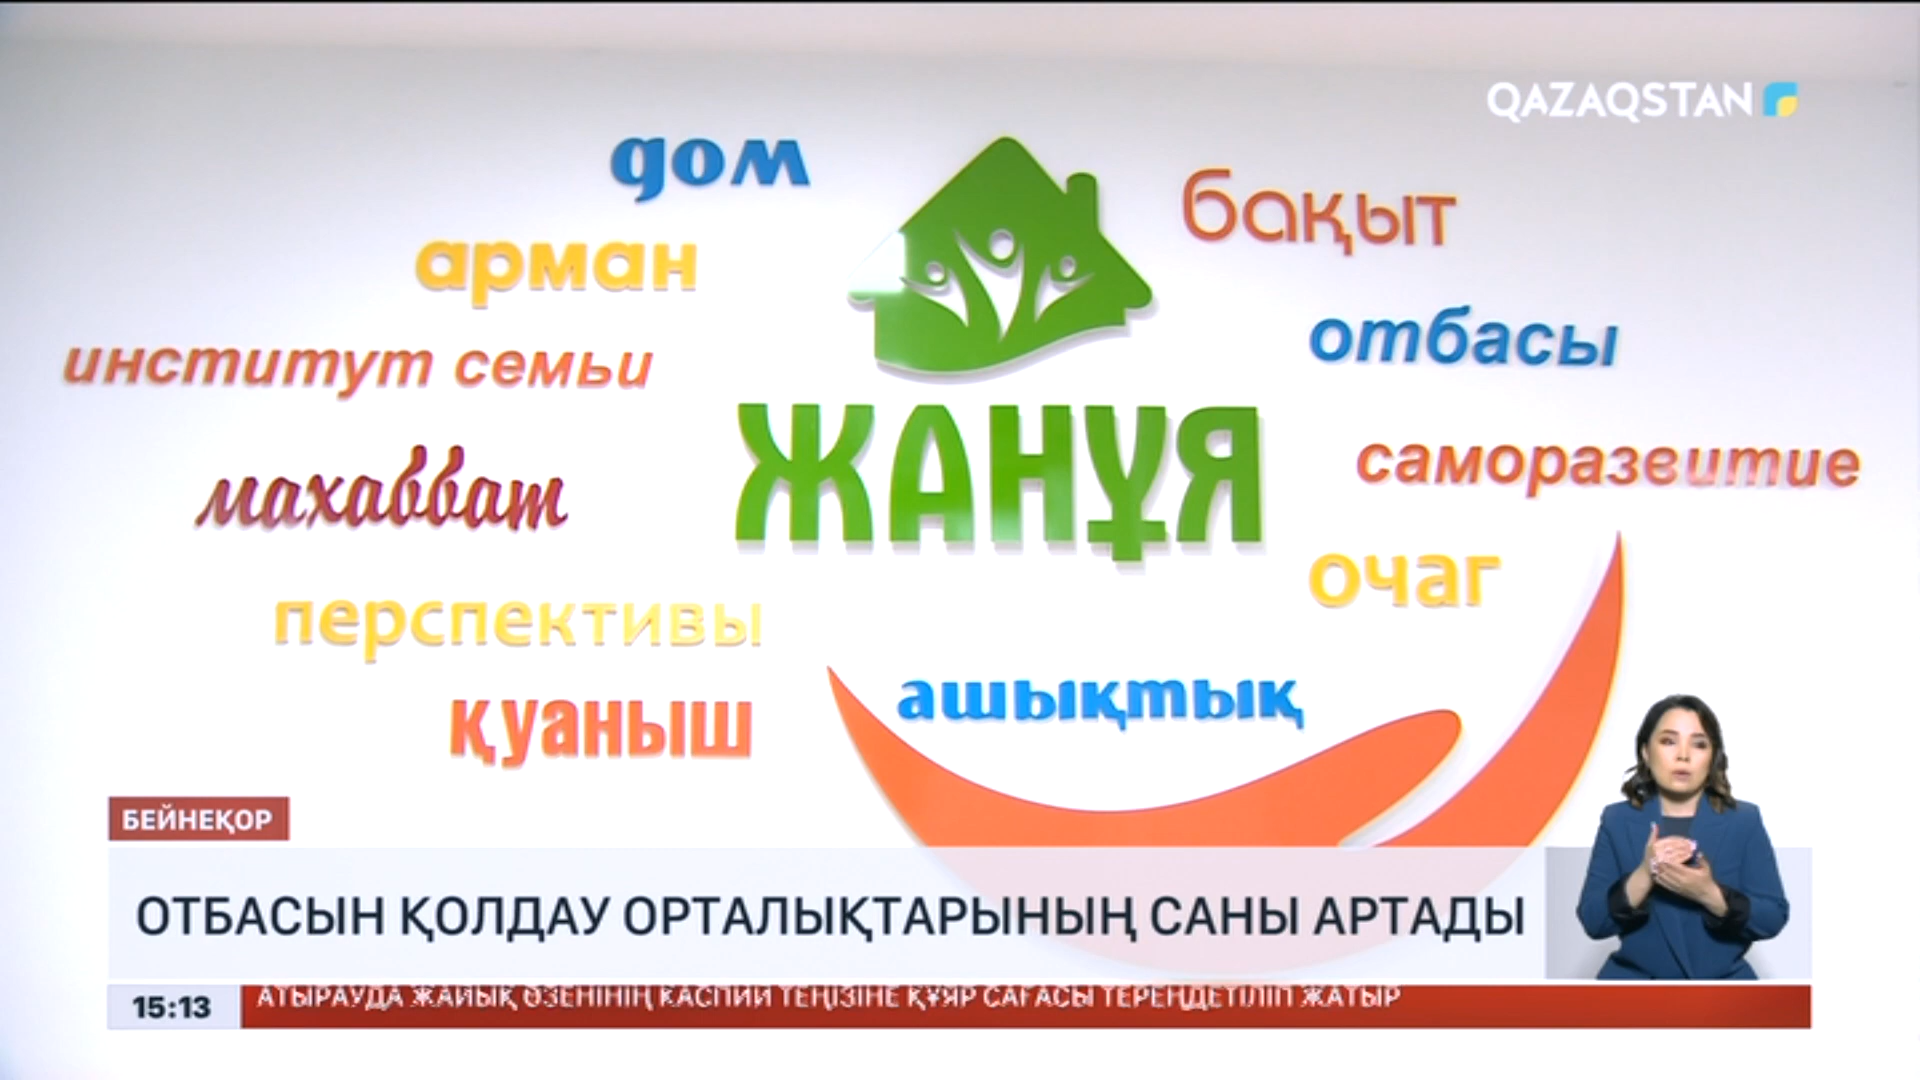 QAZAQSTAN
дом
бақыт
арман
отбасы
институт семьи
ЖАНҰЯ
саморазвитие
махаббат
очаг
перспективы
ашықтық
қуаныш
БЕЙНЕҚОР
ОТБАСЫН ҚОЛДАУ ОРТАЛЫҚТАРЫНЫҢ САНЫ АРТАДЫ
15:13
АТЫРАУДА ЖАЙЫҚ ӨЗЕНІНІҢ КАСПИЙ ТЕҢІЗІНЕ ҚҰЯР САҒАСЫ ТЕРЕҢДЕТІЛІП ЖАТЫР